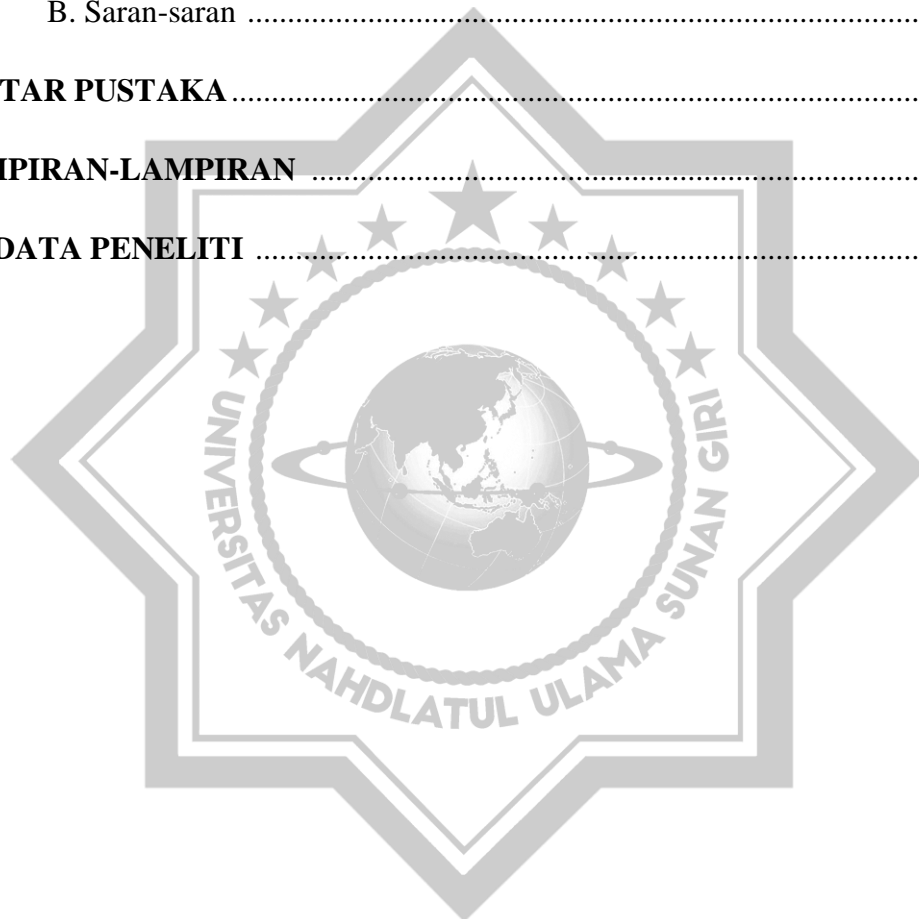 B. Saran-saran ........................................................................................
TAR PUSTAKA ........................................................................................
IPIRAN-LAMPIRAN ........................................................................................
DATA PENELITI ........................................................................................
UNIVERSITAS NAHDLATUL ULAMA SUNAN GIRI